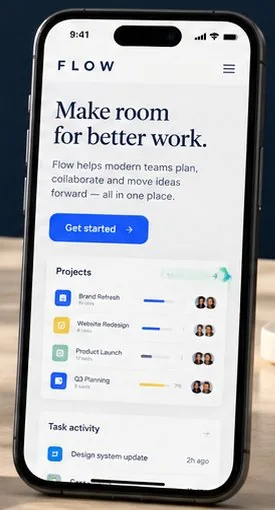 9:41
FLOW
Make room
for better work.
Flow helps modern teams plan,
collaborate and move ideas
forward — all in one place.
Get started →
Projects
Brand Refresh
Website Redesign
Product Launch
Q3 Planning
Task activity →
Design system update 2h ago